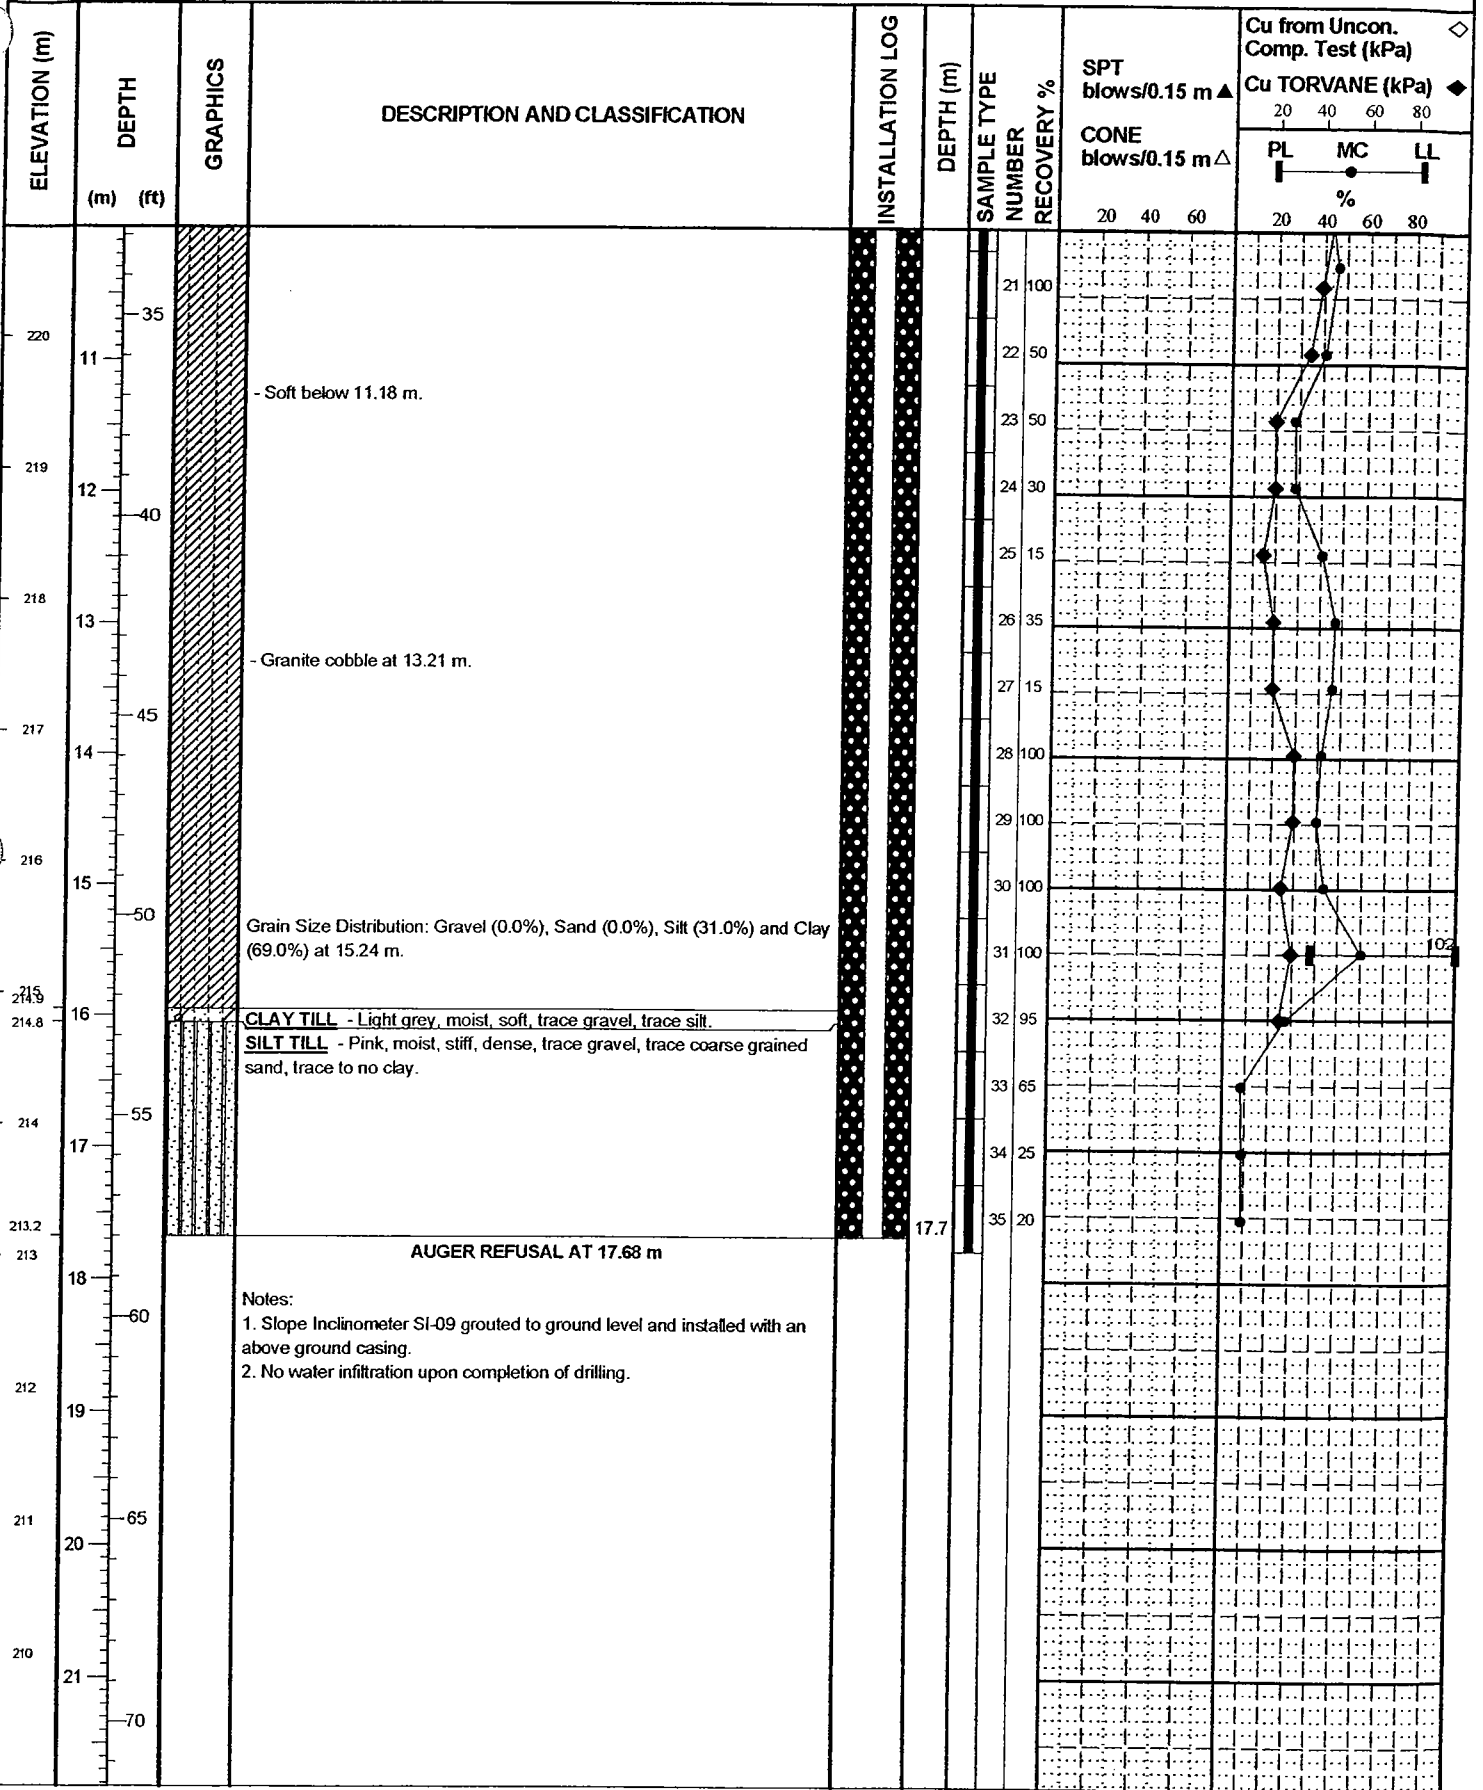 ELEVATION (m)
DEPTH
(m) (ft)
GRAPHICS
DESCRIPTION AND CLASSIFICATION
INSTALLATION LOG
DEPTH (m)
SAMPLE TYPE
NUMBER
RECOVERY %
SPT
blows/0.15 m ▲
CONE
blows/0.15 m △
20 40 60
Cu from Uncon. ◇
Comp. Test (kPa)
Cu TORVANE (kPa) ◆
20 40 60 80
PL MC LL
%
20 40 60 80
21 100
35
220
11
22 50
- Soft below 11.18 m.
23 50
219
12
24 30
40
25 15
218
13
26 35
- Granite cobble at 13.21 m.
27 15
45
217
14
28 100
29 100
216
15
30 100
50
Grain Size Distribution: Gravel (0.0%), Sand (0.0%), Silt (31.0%) and Clay
(69.0%) at 15.24 m.
31 100
102
215
214.9
16
214.8
CLAY TILL - Light grey, moist, soft, trace gravel, trace silt.
32 95
SILT TILL - Pink, moist, stiff, dense, trace gravel, trace coarse grained
sand, trace to no clay.
33 65
55
214
17
34 25
35 20
213.2
17.7
213
AUGER REFUSAL AT 17.68 m
18
Notes:
60
1. Slope Inclinometer SI-09 grouted to ground level and installed with an
above ground casing.
2. No water infiltration upon completion of drilling.
212
19
65
211
20
210
21
70